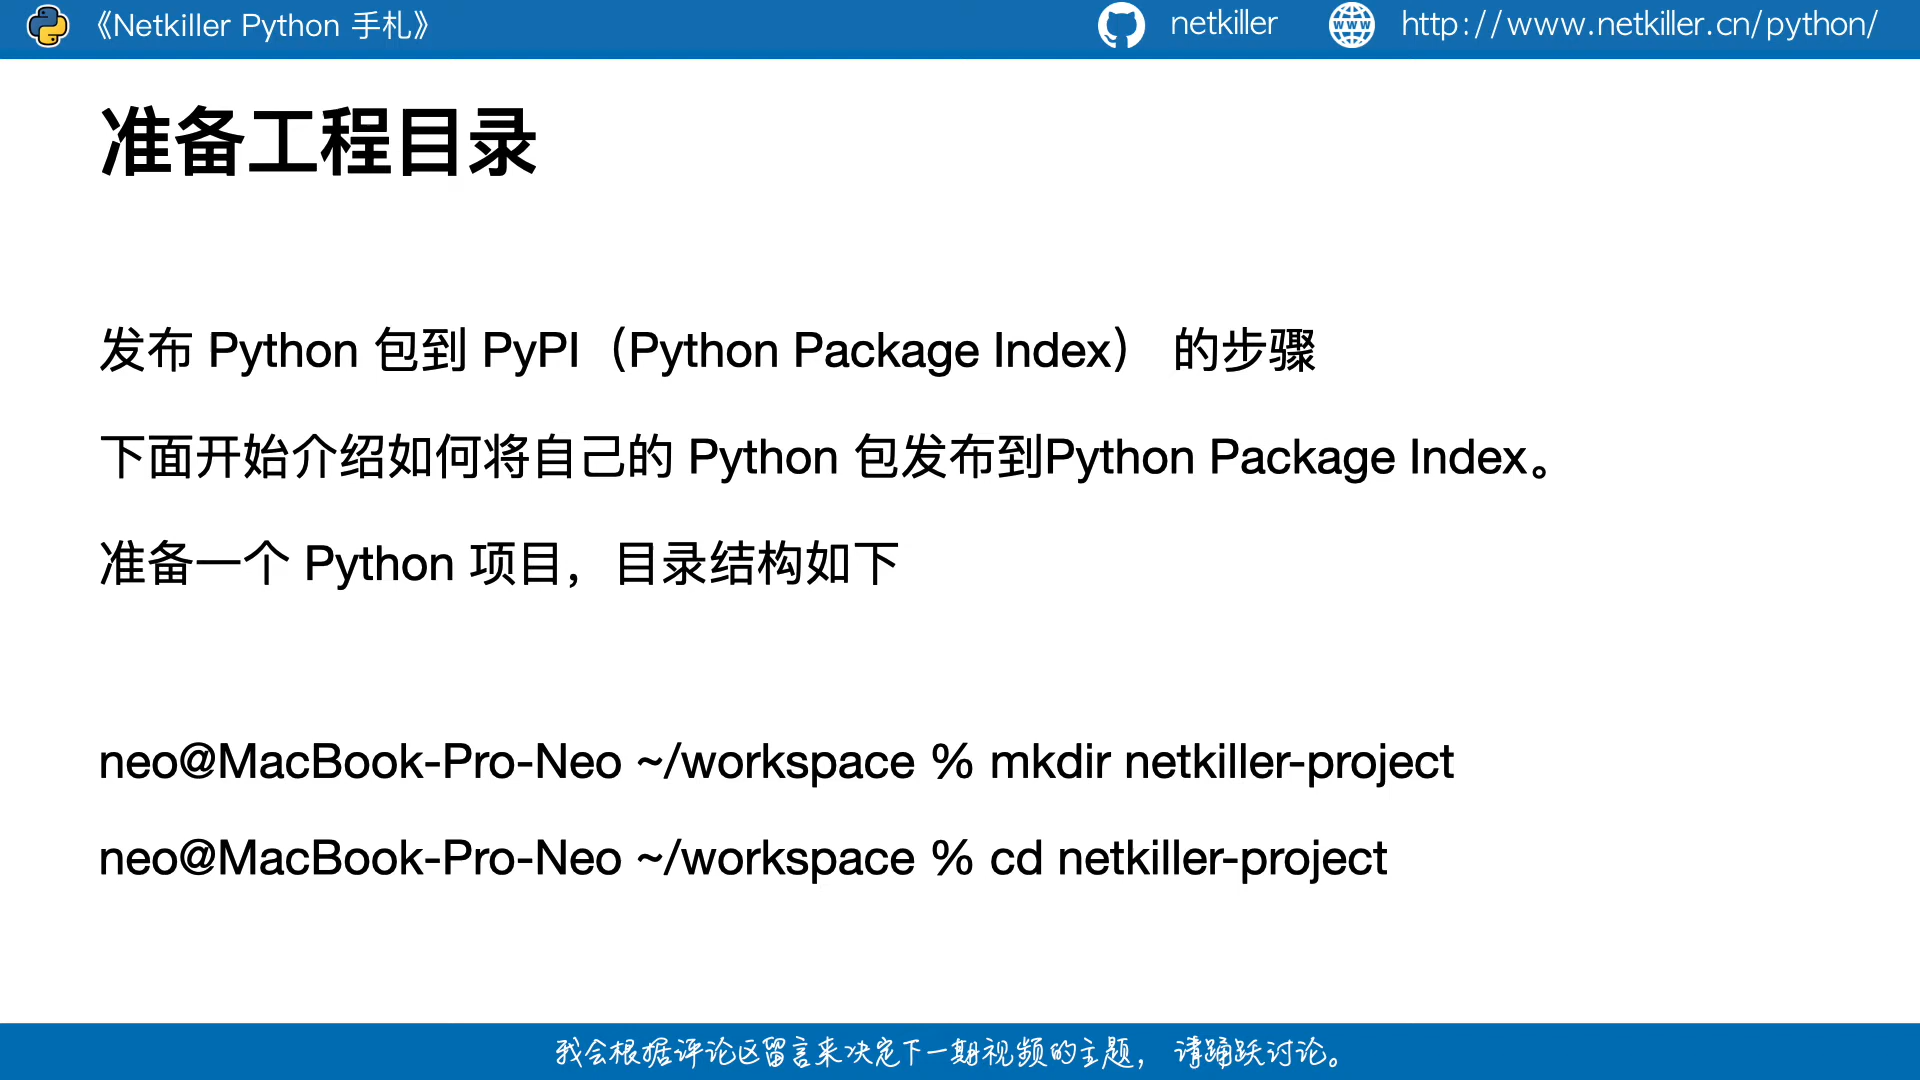 《Netkiller Python 手札》
netkiller
http://www.netkiller.cn/python/
准备工程目录
发布 Python 包到 PyPI（Python Package Index） 的步骤
下面开始介绍如何将自己的 Python 包发布到Python Package Index。
准备一个 Python 项目，目录结构如下
neo@MacBook-Pro-Neo ~/workspace % mkdir netkiller-project
neo@MacBook-Pro-Neo ~/workspace % cd netkiller-project
我会根据评论区留言来决定下一期视频的主题， 请踊跃讨论。